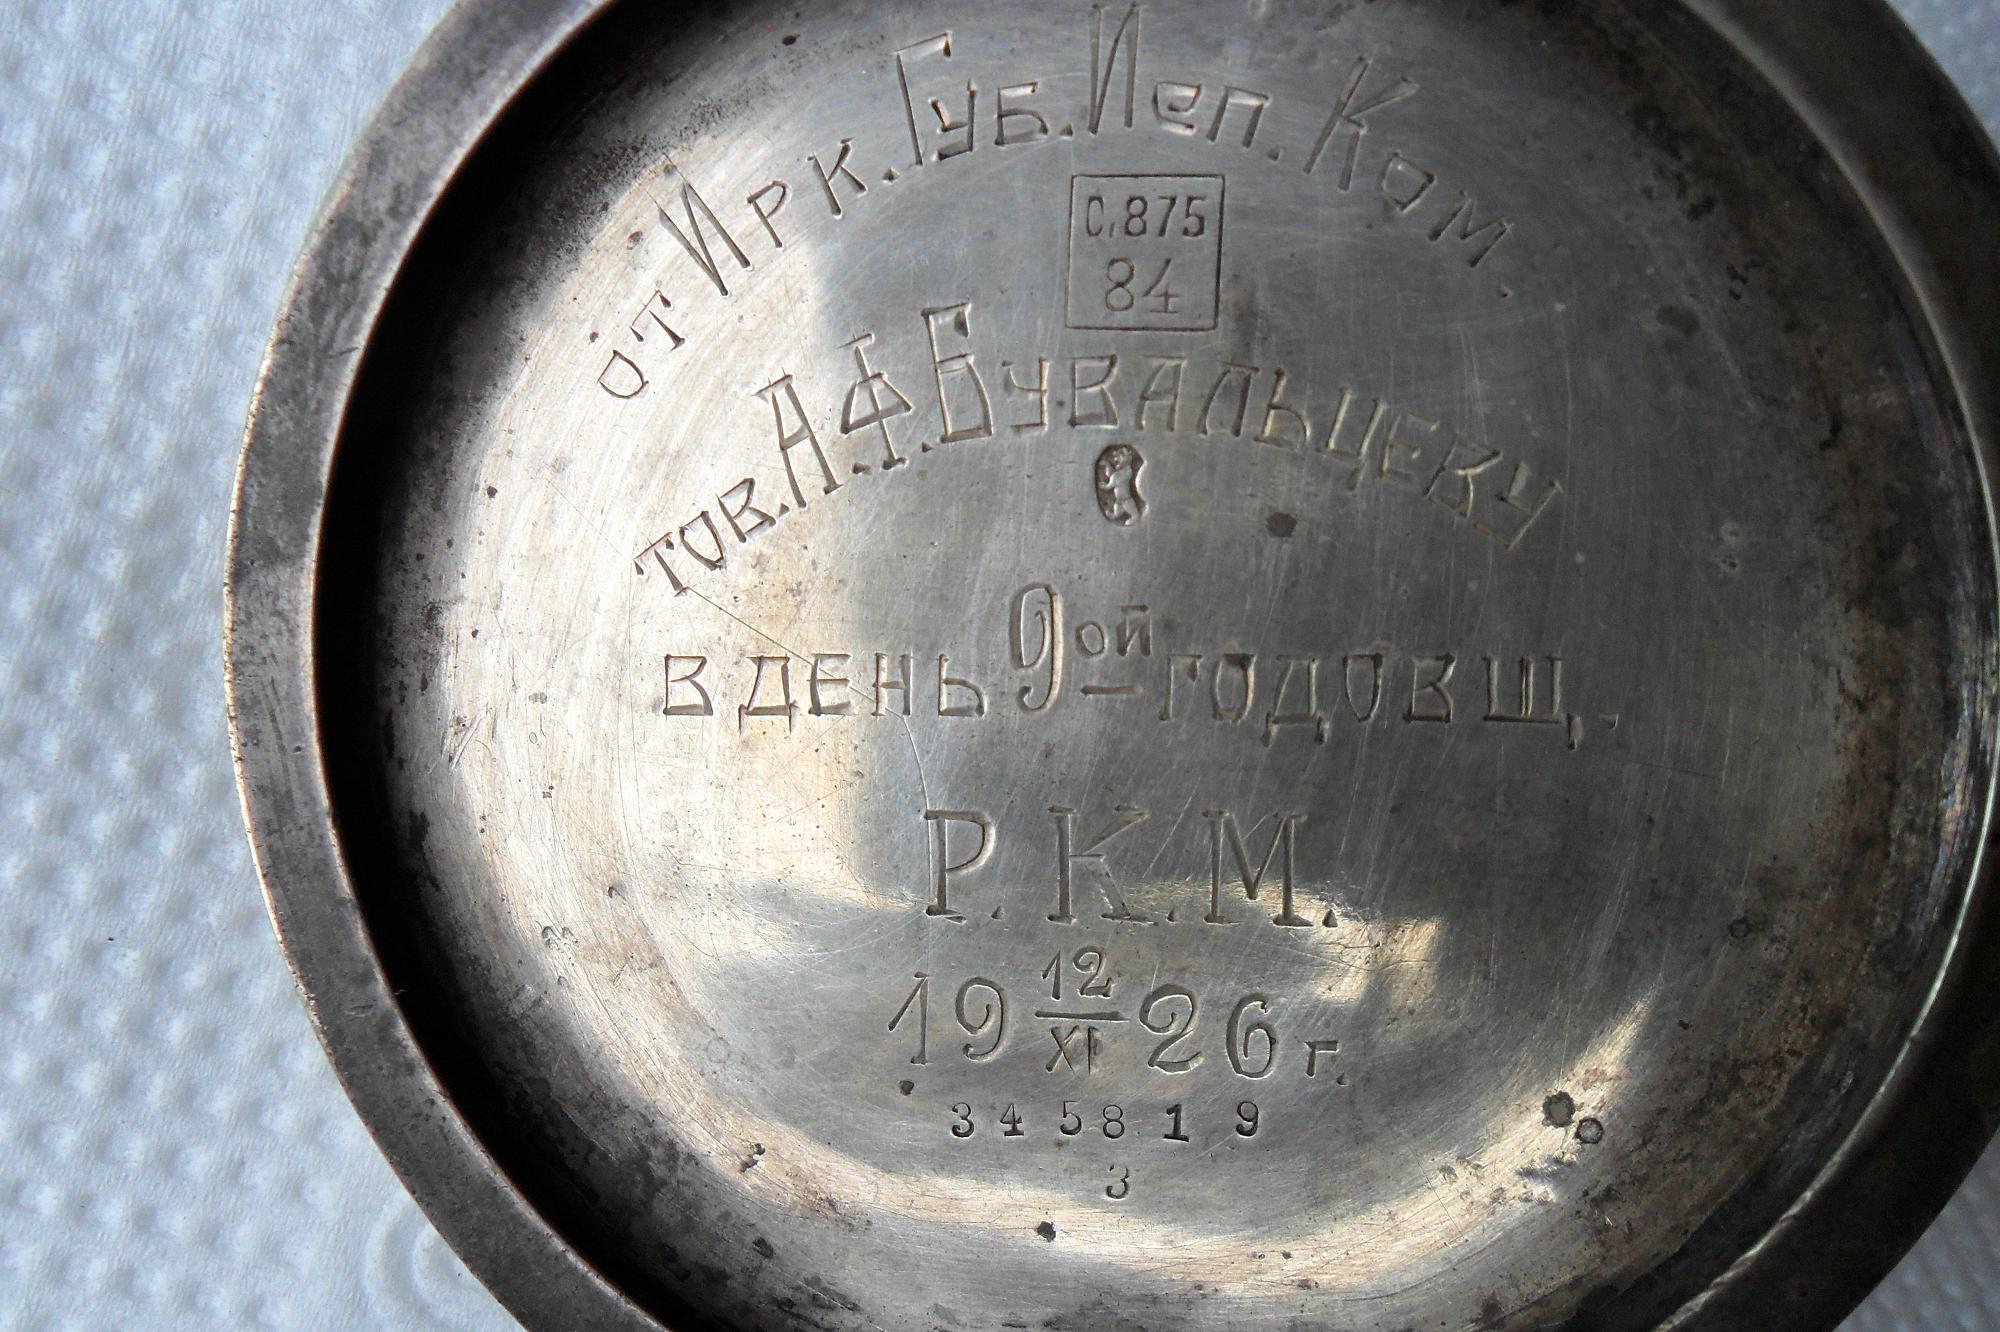 от Ирк. Губ. Исп. Ком.
С.875
84
тов. А.Ф. Бувальцеву
в день 9ой годовщ.
Р.К.М.
19 12/XI 26 г.
345819
3